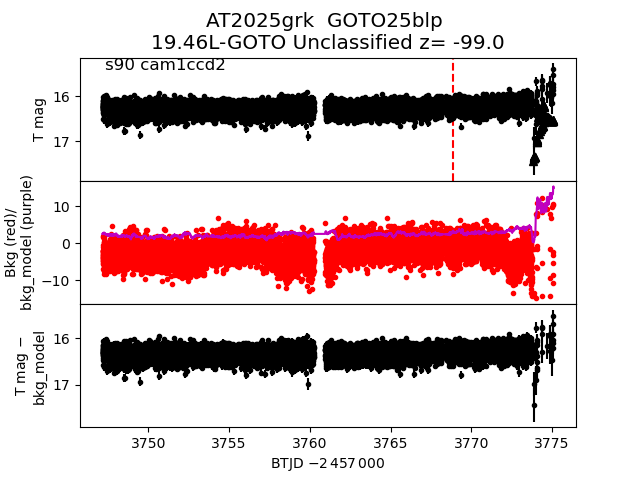 AT2025grk  GOTO25blp
19.46L-GOTO Unclassified z= -99.0
s90 cam1ccd2
T mag
16
17
Bkg (red)/
bkg_model (purple)
10
0
−10
T mag −
bkg_model
16
17
3750
3755
3760
3765
3770
3775
BTJD −2 457 000